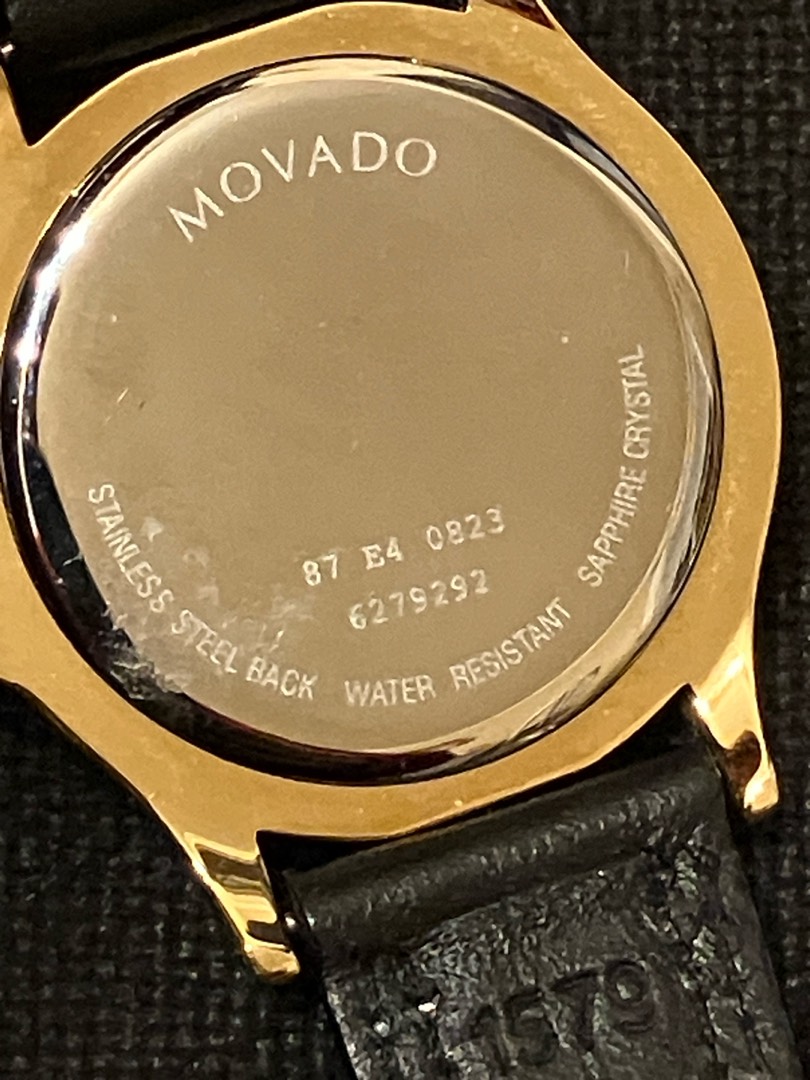 MOVADO
87 E4 0823
6279292
STAINLESS STEEL BACK WATER RESISTANT SAPPHIRE CRYSTAL
1579